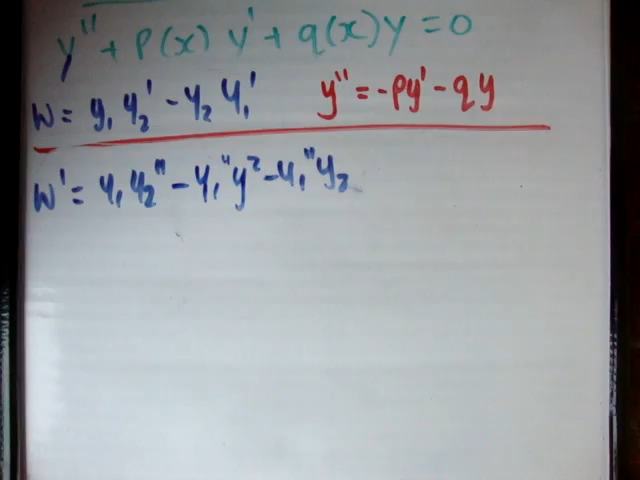 y'' + p(x) y' + q(x) y = 0
W = y₁ y₂' - y₂ y₁' y'' = -py' - qy
W' = y₁ y₂'' - y₁'' y² - y₁'' y₂